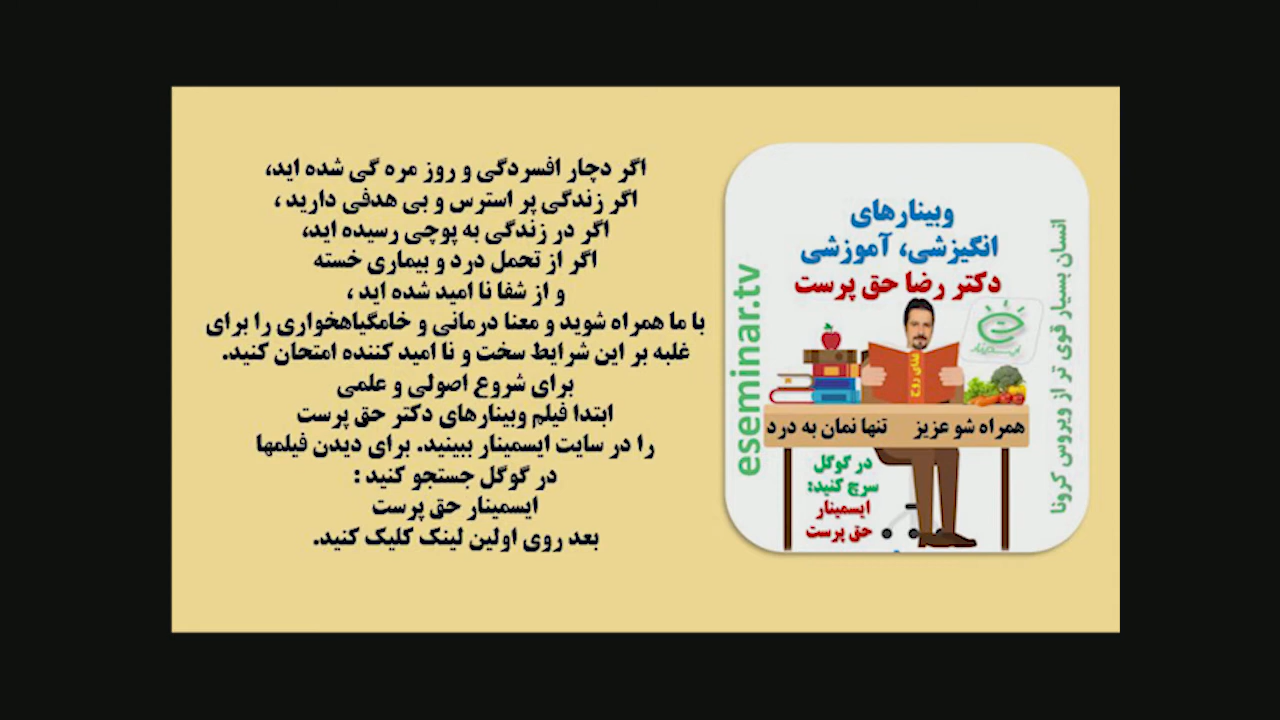 اگر دچار افسردگی و روز مره گی شده اید،
اگر زندگی پر استرس و بی هدفی دارید ،
اگر در زندگی به پوچی رسیده اید،
اگر از تحمل درد و بیماری خسته
و از شفا نا امید شده اید ،
با ما همراه شوید و معنا درمانی و خامگیاهخواری را برای
غلبه بر این شرایط سخت و نا امید کننده امتحان کنید.
برای شروع اصولی و علمی
ابتدا فیلم وبینارهای دکتر حق پرست
را در سایت ایسمینار ببینید. برای دیدن فیلمها
در گوگل جستجو کنید :
ایسمینار حق پرست
بعد روی اولین لینک کلیک کنید.
وبینارهای
انگیزشی، آموزشی
دکتر رضا حق پرست
eseminar.tv
انسان بسیار قوی تر از ویروس کرونا
غذای روح
ایسمینار
همراه شو عزیز تنها نمان به درد
در گوگل
سرچ کنید:
ایسمینار
حق پرست